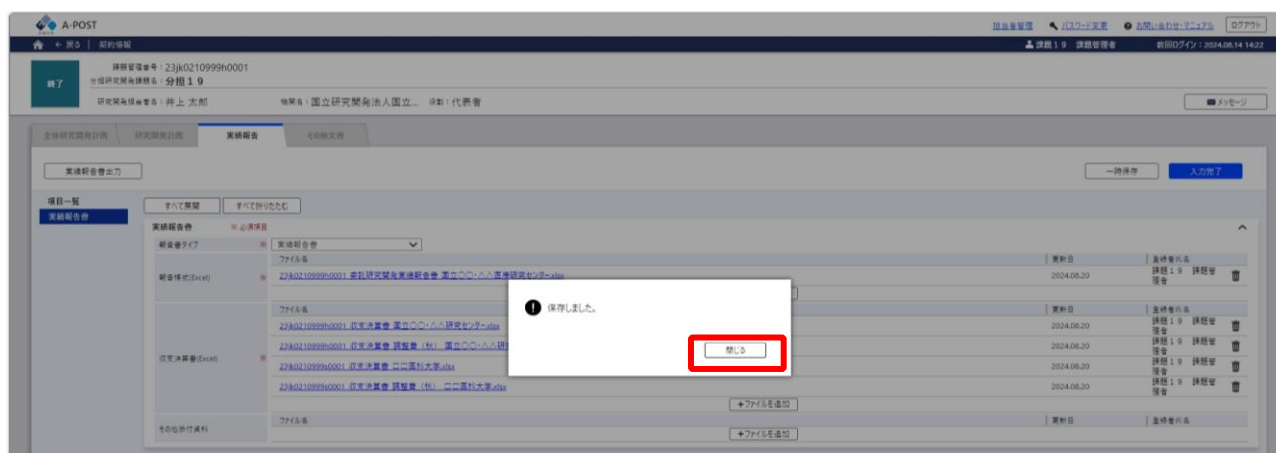 A-POST
担当者管理 パスワード変更 お問い合わせ・マニュアル ログアウト
← 戻る | 契約情報 課題19 課題管理者 前回ログイン：2024.08.14 14:22
終了
課題管理番号：23jk0210999h0001
分担研究開発課題名：分担19
研究開発担当者名：井上 太郎 機関名：国立研究開発法人国立... 役割：代表者 メッセージ
全体研究開発計画 研究開発計画 実績報告 その他文書
実績報告書出力 一時保存 入力完了
項目一覧 すべて展開 すべて折りたたむ
実績報告書
実績報告書 ※ 必須項目
報告書タイプ ※ 実績報告書
ファイル名 更新日 登録者氏名
報告様式(Excel) ※ 23jk0210999h0001_委託研究開発実績報告書_国立〇〇・△△医療研究センター.xlsx 2024.08.20 課題19 課題管理者
保存しました。
閉じる
ファイル名 更新日 登録者氏名
23jk0210999h0001_収支決算書_国立〇〇・△△研究センター.xlsx 2024.08.20 課題19 課題管理者
23jk0210999h0001_収支決算書_調整費（秋）_国立〇〇・△△研 2024.08.20 課題19 課題管理者
収支決算書(Excel) ※
23jk0210999s0001_収支決算書_□□医科大学.xlsx 2024.08.20 課題19 課題管理者
23jk0210999s0001_収支決算書_調整費（秋）_□□医科大学.xlsx 2024.08.20 課題19 課題管理者
+ファイルを追加
ファイル名 更新日 登録者氏名
その他添付資料
+ファイルを追加